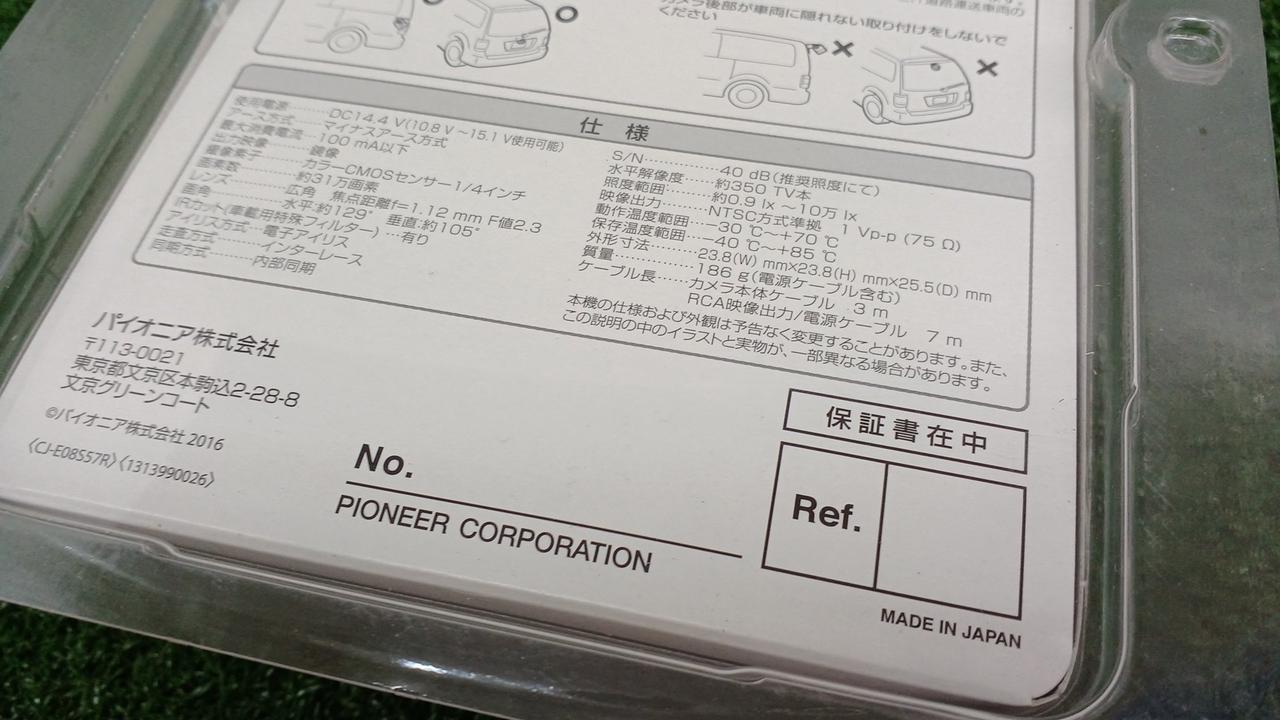 カメラ後部が車両に隠れない取り付けをしないで
ください
仕様
使用電源 DC14.4 V(10.8 V～15.1 V使用可能)
アース方式 マイナスアース方式
最大消費電流 100 mA以下
出力映像 鏡像
撮像素子 カラーCMOSセンサー1/4インチ
画素数 約31万画素
レンズ 広角 焦点距離f=1.12 mm F値2.3
画角 水平:約129° 垂直:約105°
IRカット(車載用特殊フィルター) 有り
アイリス方式 電子アイリス
走査方式 インターレース
同期方式 内部同期
S/N 40 dB(推奨照度にて)
水平解像度 約350 TV本
照度範囲 約0.9 lx～10万 lx
映像出力 NTSC方式準拠 1 Vp-p (75 Ω)
動作温度範囲 -30 ℃～+70 ℃
保存温度範囲 -40 ℃～+85 ℃
外形寸法 23.8(W) mm×23.8(H) mm×25.5(D) mm
質量 186 g(電源ケーブル含む)
ケーブル長 カメラ本体ケーブル 3 m
RCA映像出力/電源ケーブル 7 m
本機の仕様および外観は予告なく変更することがあります。また、
この説明の中のイラストと実物が、一部異なる場合があります。
パイオニア株式会社
〒113-0021
東京都文京区本駒込2-28-8
文京グリーンコート
©パイオニア株式会社 2016
〈CJ-E08S57R〉〈1313990026〉
No.
PIONEER CORPORATION
保証書在中
Ref.
MADE IN JAPAN